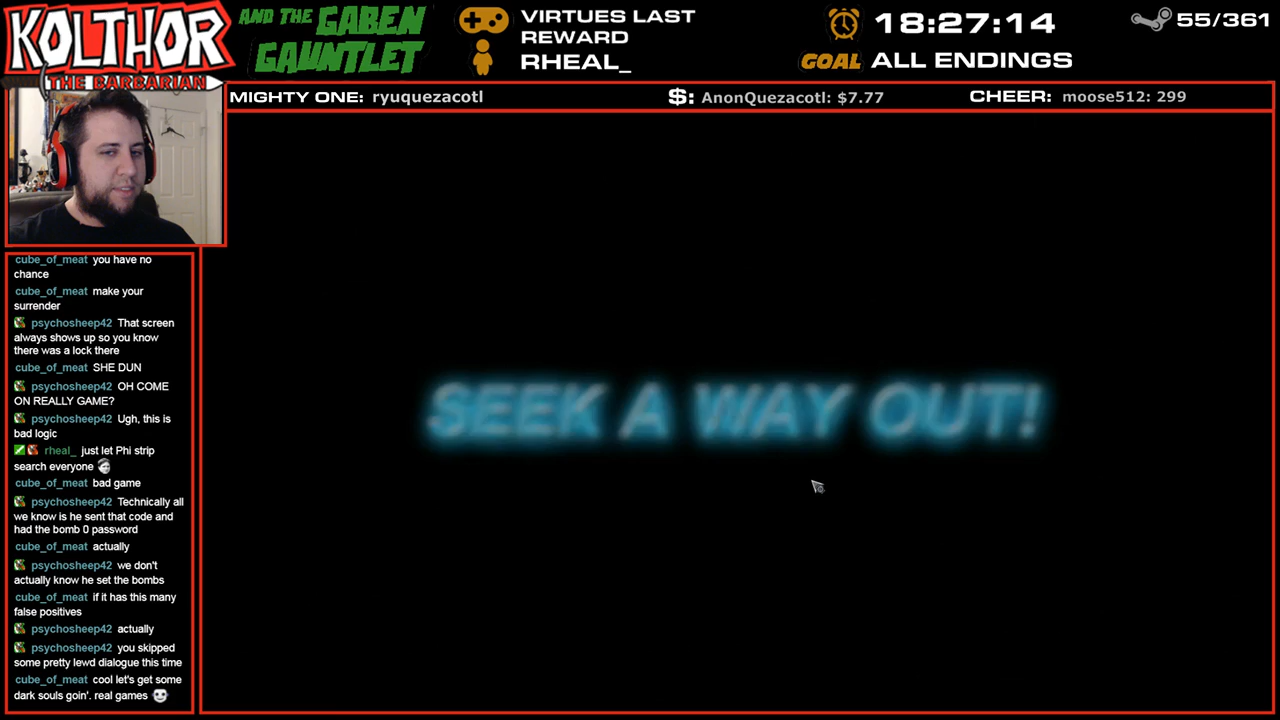 KOLTHOR
THE BARBARIAN
AND THE GABEN
GAUNTLET
VIRTUES LAST
REWARD
RHEAL_
18:27:14
GOAL ALL ENDINGS
55/361
MIGHTY ONE: ryuquezacotl
$: AnonQuezacotl: $7.77
CHEER: moose512: 299
cube_of_meat you have no
chance
cube_of_meat make your
surrender
psychosheep42 That screen
always shows up so you know
there was a lock there
cube_of_meat SHE DUN
psychosheep42 OH COME
ON REALLY GAME?
psychosheep42 Ugh, this is
bad logic
rheal_ just let Phi strip
search everyone
cube_of_meat bad game
psychosheep42 Technically all
we know is he sent that code and
had the bomb 0 password
cube_of_meat actually
psychosheep42 we don't
actually know he set the bombs
cube_of_meat if it has this many
false positives
psychosheep42 actually
psychosheep42 you skipped
some pretty lewd dialogue this time
cube_of_meat cool let's get some
dark souls goin'. real games
SEEK A WAY OUT!